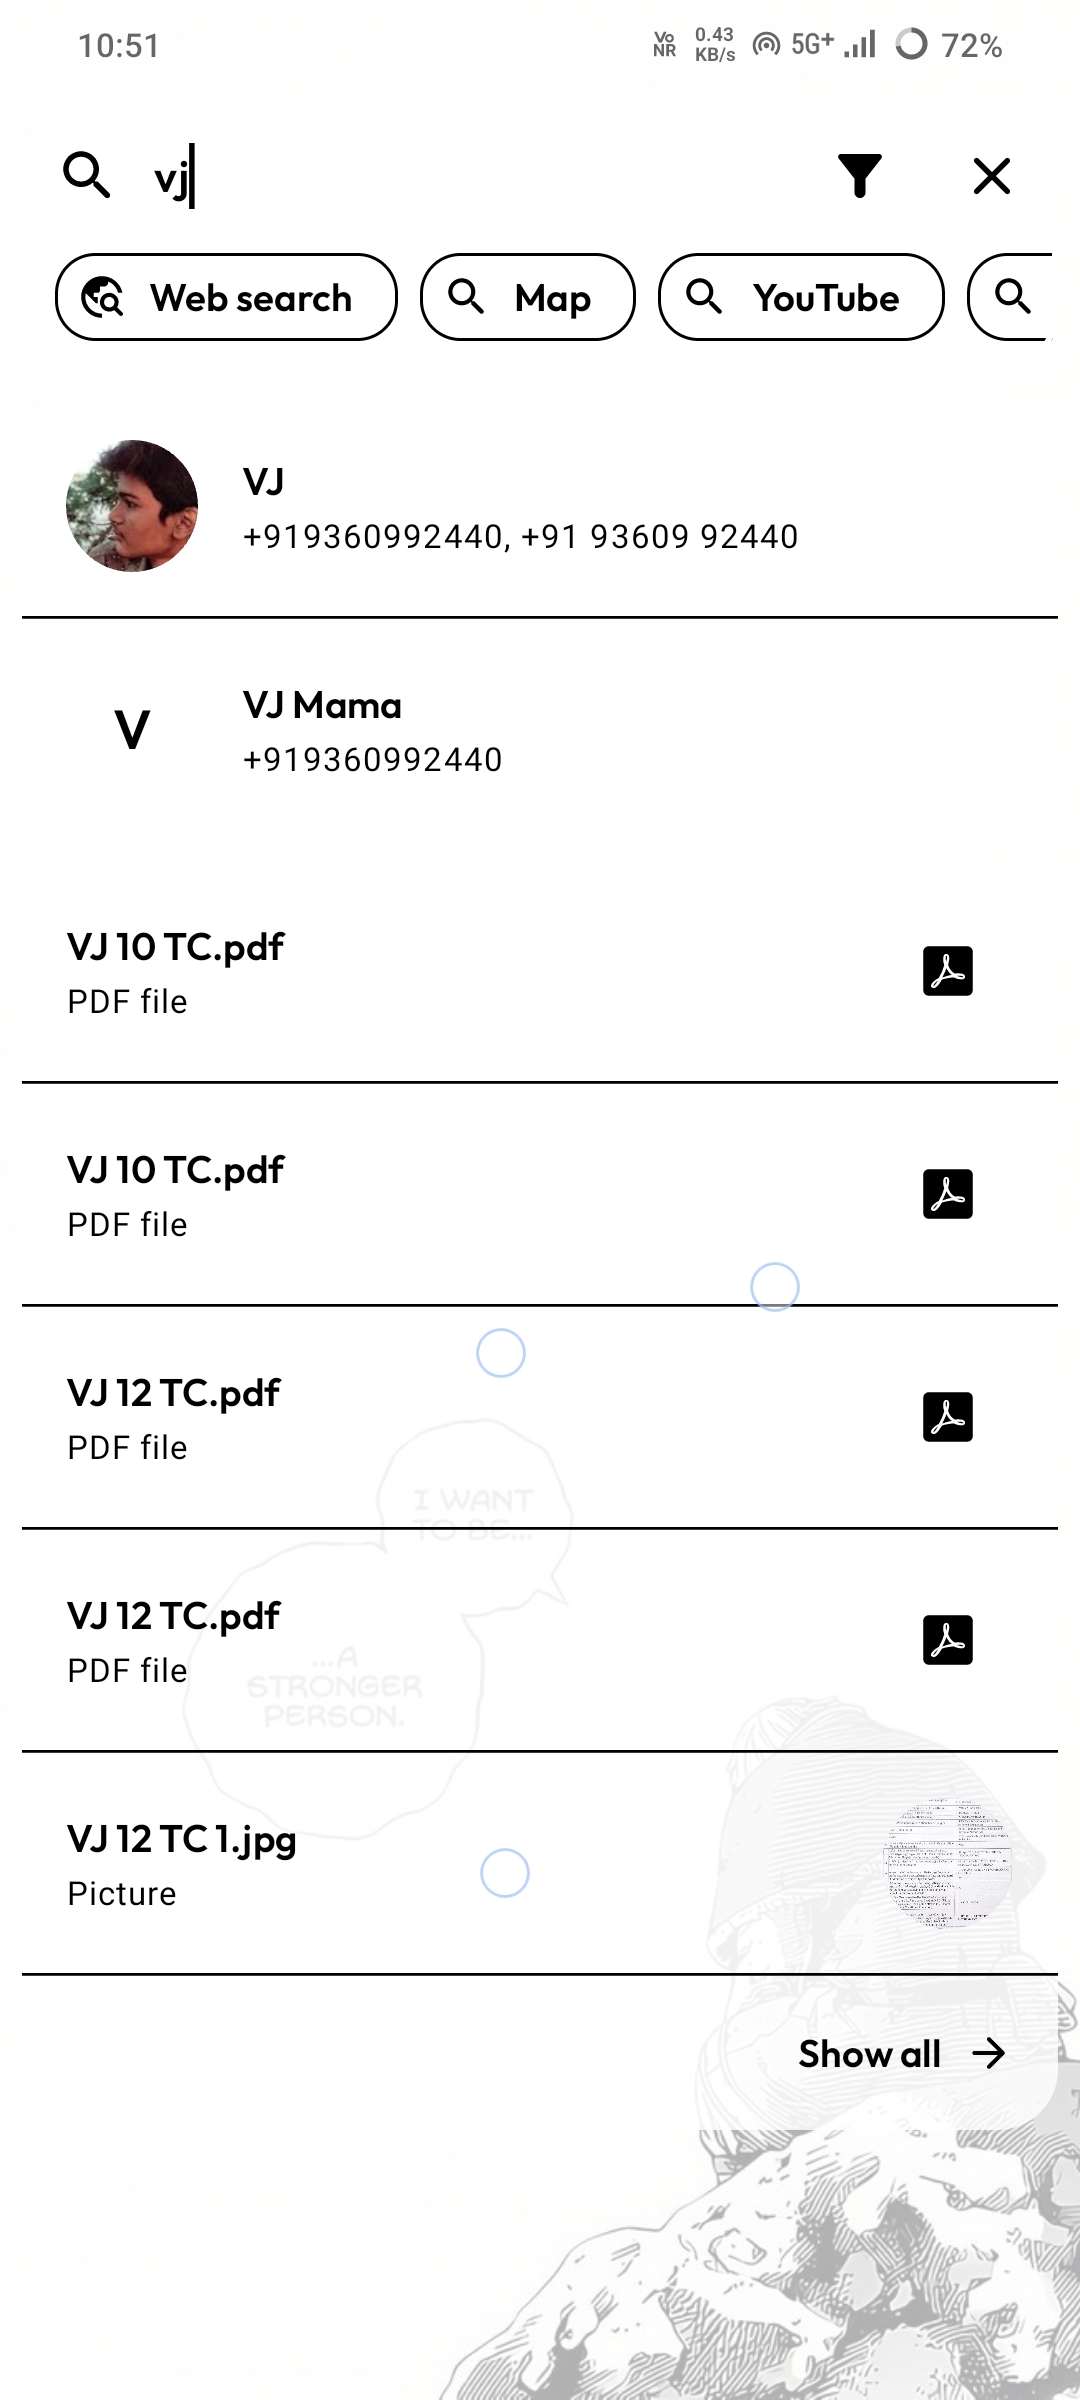 10:51
Vo
NR
0.43
KB/s
5G+
72%
vj
Web search
Map
YouTube
VJ
+919360992440, +91 93609 92440
V
VJ Mama
+919360992440
VJ 10 TC.pdf
PDF file
VJ 10 TC.pdf
PDF file
VJ 12 TC.pdf
PDF file
I WANT
TO BE...
VJ 12 TC.pdf
PDF file
...A
STRONGER
PERSON.
VJ 12 TC 1.jpg
Picture
Show all